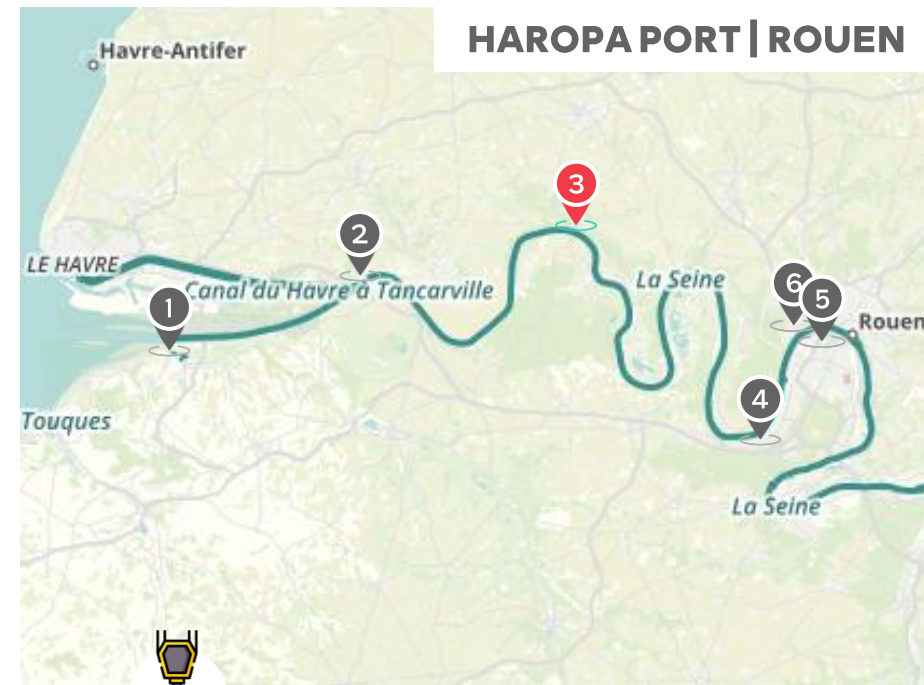 HAROPA PORT | ROUEN
Havre-Antifer
3
2
LE HAVRE
La Seine
Canal du Havre à Tancarville
6
5
1
Rouen
4
Touques
La Seine